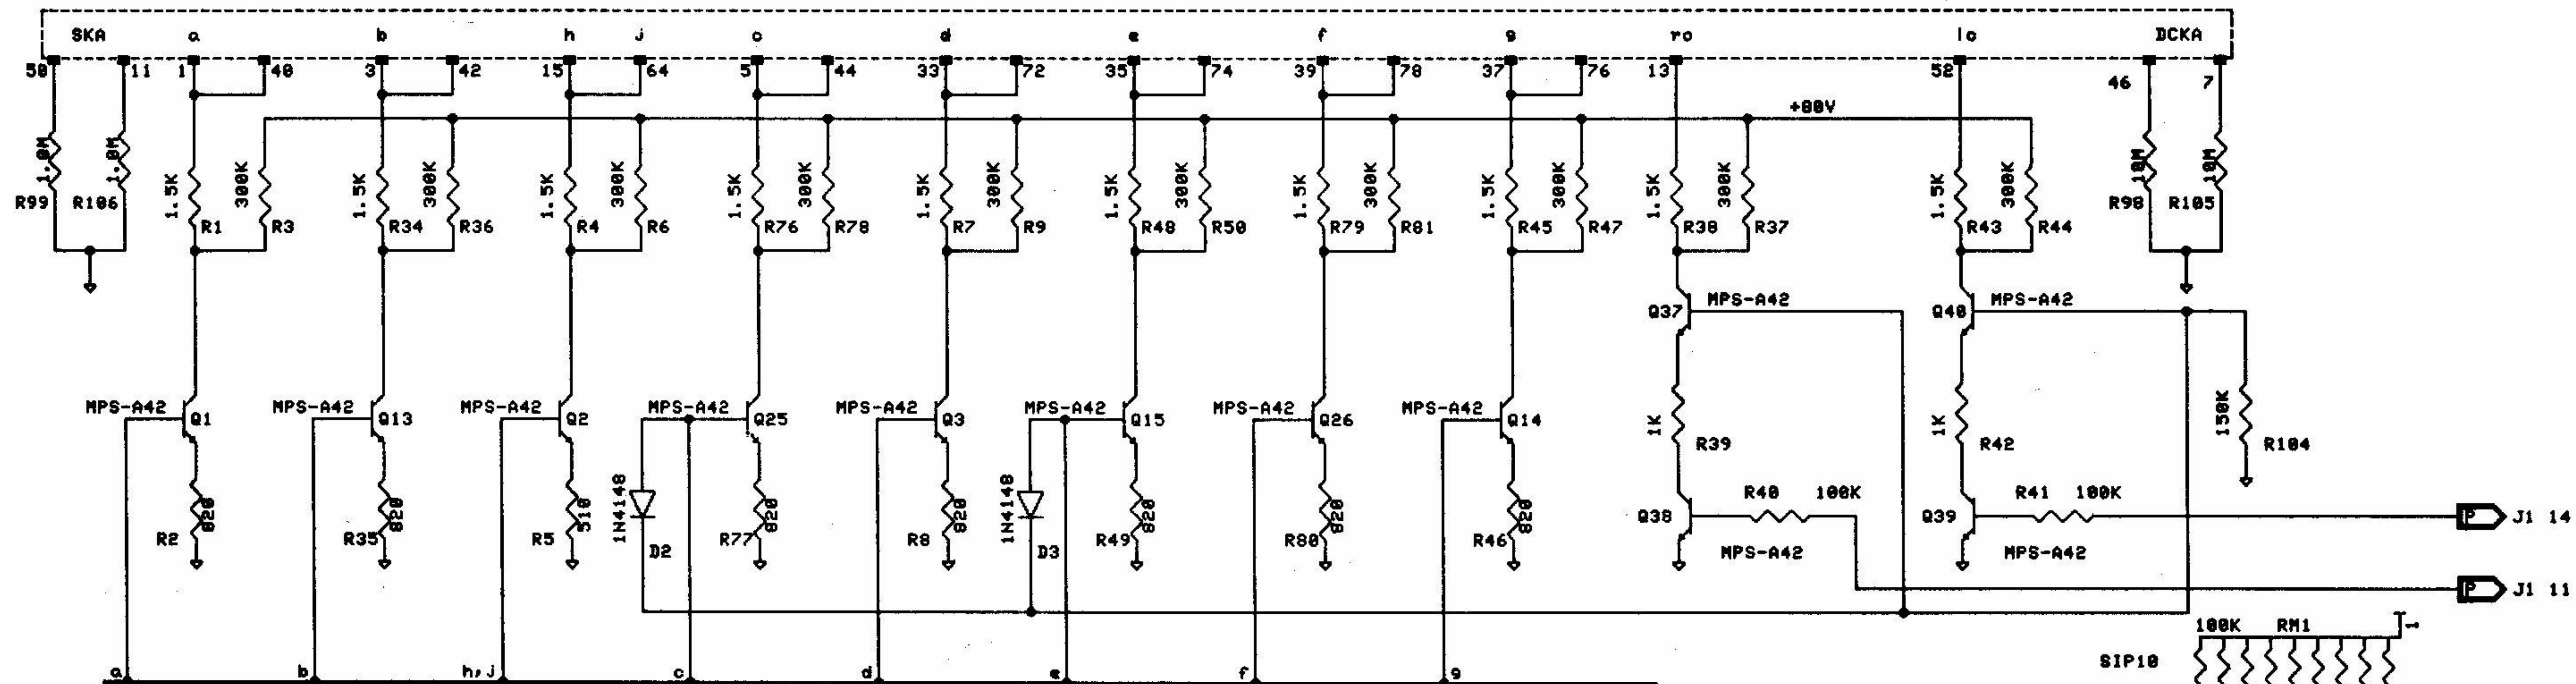 SKA a b h j c d e f g rc lc DCKA
50 11 1 40 3 42 15 64 5 44 33 72 35 74 39 78 37 76 13 52 46 7
+80V
1.0M 1.0M 1.5K 300K 1.5K 300K 1.5K 300K 1.5K 300K 1.5K 300K 1.5K 300K 1.5K 300K 1.5K 300K 1.5K 300K 1.5K 300K 10M 10M
R99 R106 R1 R3 R34 R36 R4 R6 R76 R78 R7 R9 R48 R50 R79 R81 R45 R47 R38 R37 R43 R44 R98 R105
Q37 MPS-A42 Q40 MPS-A42
MPS-A42 Q1 MPS-A42 Q13 MPS-A42 Q2 MPS-A42 Q25 MPS-A42 Q3 MPS-A42 Q15 MPS-A42 Q26 MPS-A42 Q14
1K R39 1K R42 150K R104
820 820 510 1N4148 820 820 1N4148 820 820 820
R40 100K R41 100K
Q38 Q39 J1 14
R2 R35 R5 D2 R77 R8 D3 R49 R80 R46 MPS-A42 MPS-A42
J1 11
100K RM1 1
SIP10
a b h,j c d e f g